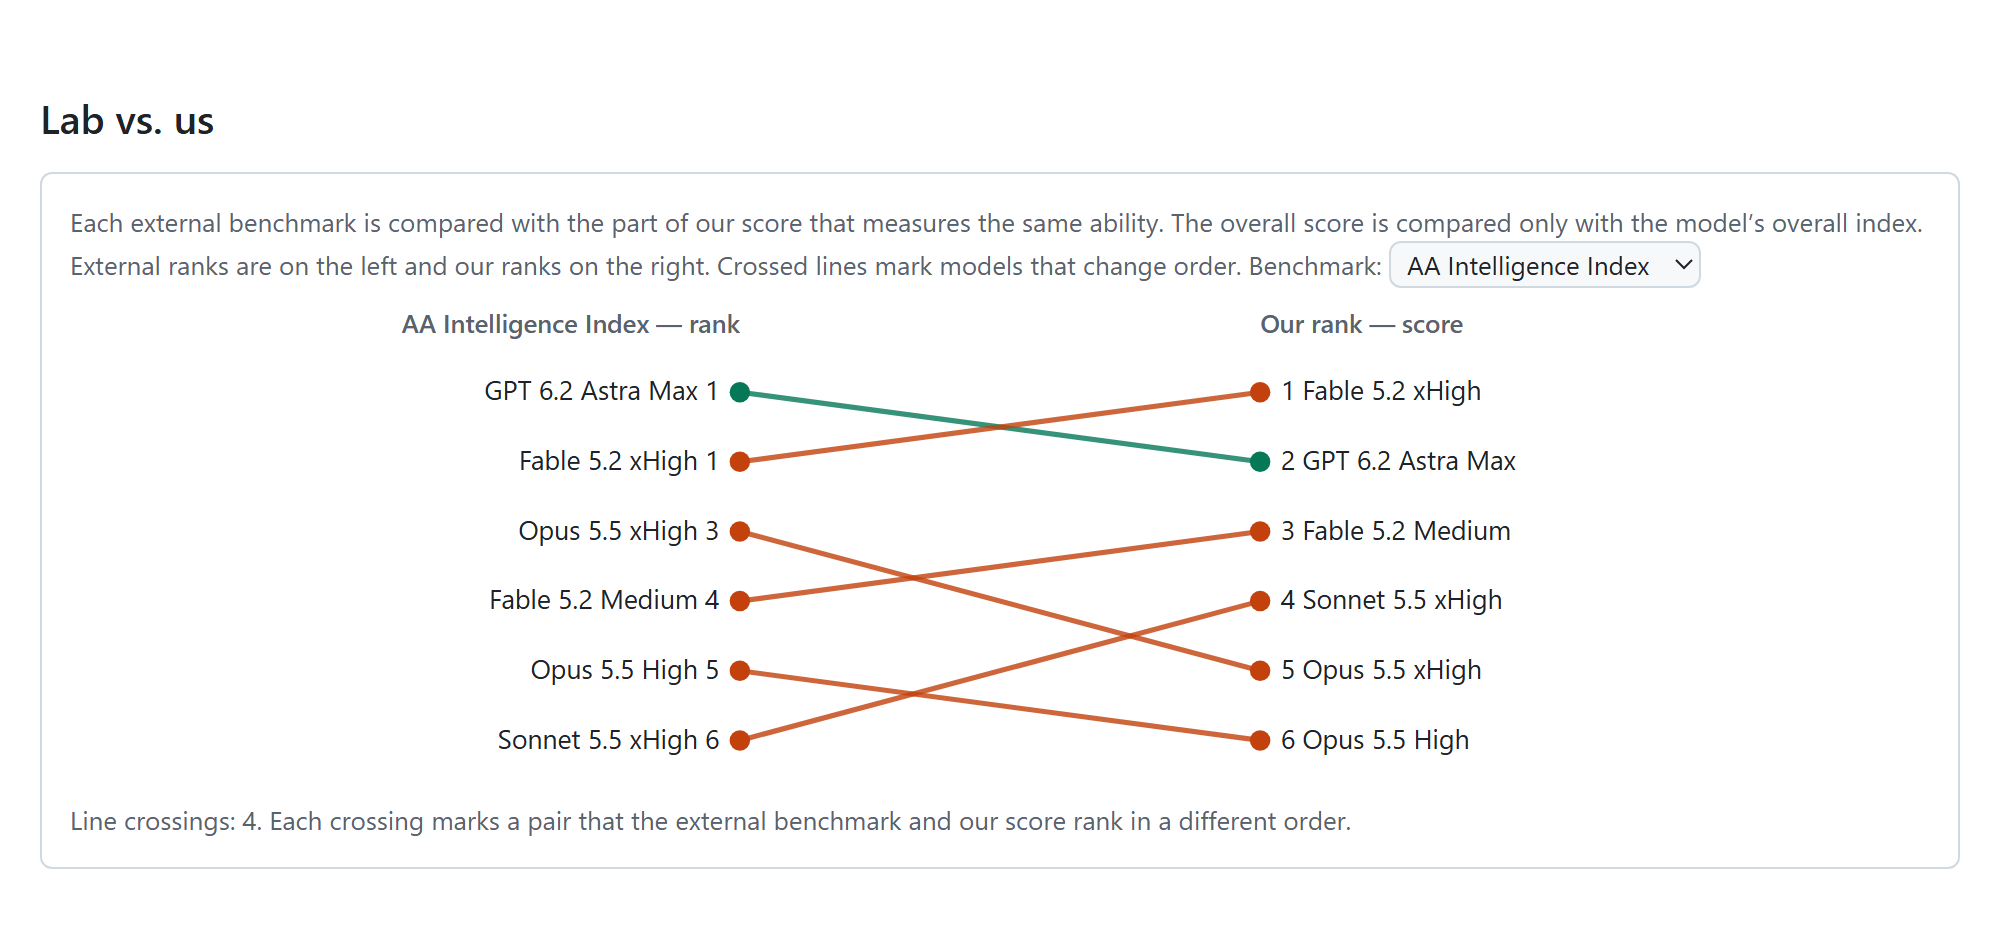 Lab vs. us
Each external benchmark is compared with the part of our score that measures the same ability. The overall score is compared only with the model’s overall index.
External ranks are on the left and our ranks on the right. Crossed lines mark models that change order. Benchmark: AA Intelligence Index
AA Intelligence Index — rank
Our rank — score
GPT 6.2 Astra Max 1
1 Fable 5.2 xHigh
Fable 5.2 xHigh 1
2 GPT 6.2 Astra Max
Opus 5.5 xHigh 3
3 Fable 5.2 Medium
Fable 5.2 Medium 4
4 Sonnet 5.5 xHigh
Opus 5.5 High 5
5 Opus 5.5 xHigh
Sonnet 5.5 xHigh 6
6 Opus 5.5 High
Line crossings: 4. Each crossing marks a pair that the external benchmark and our score rank in a different order.